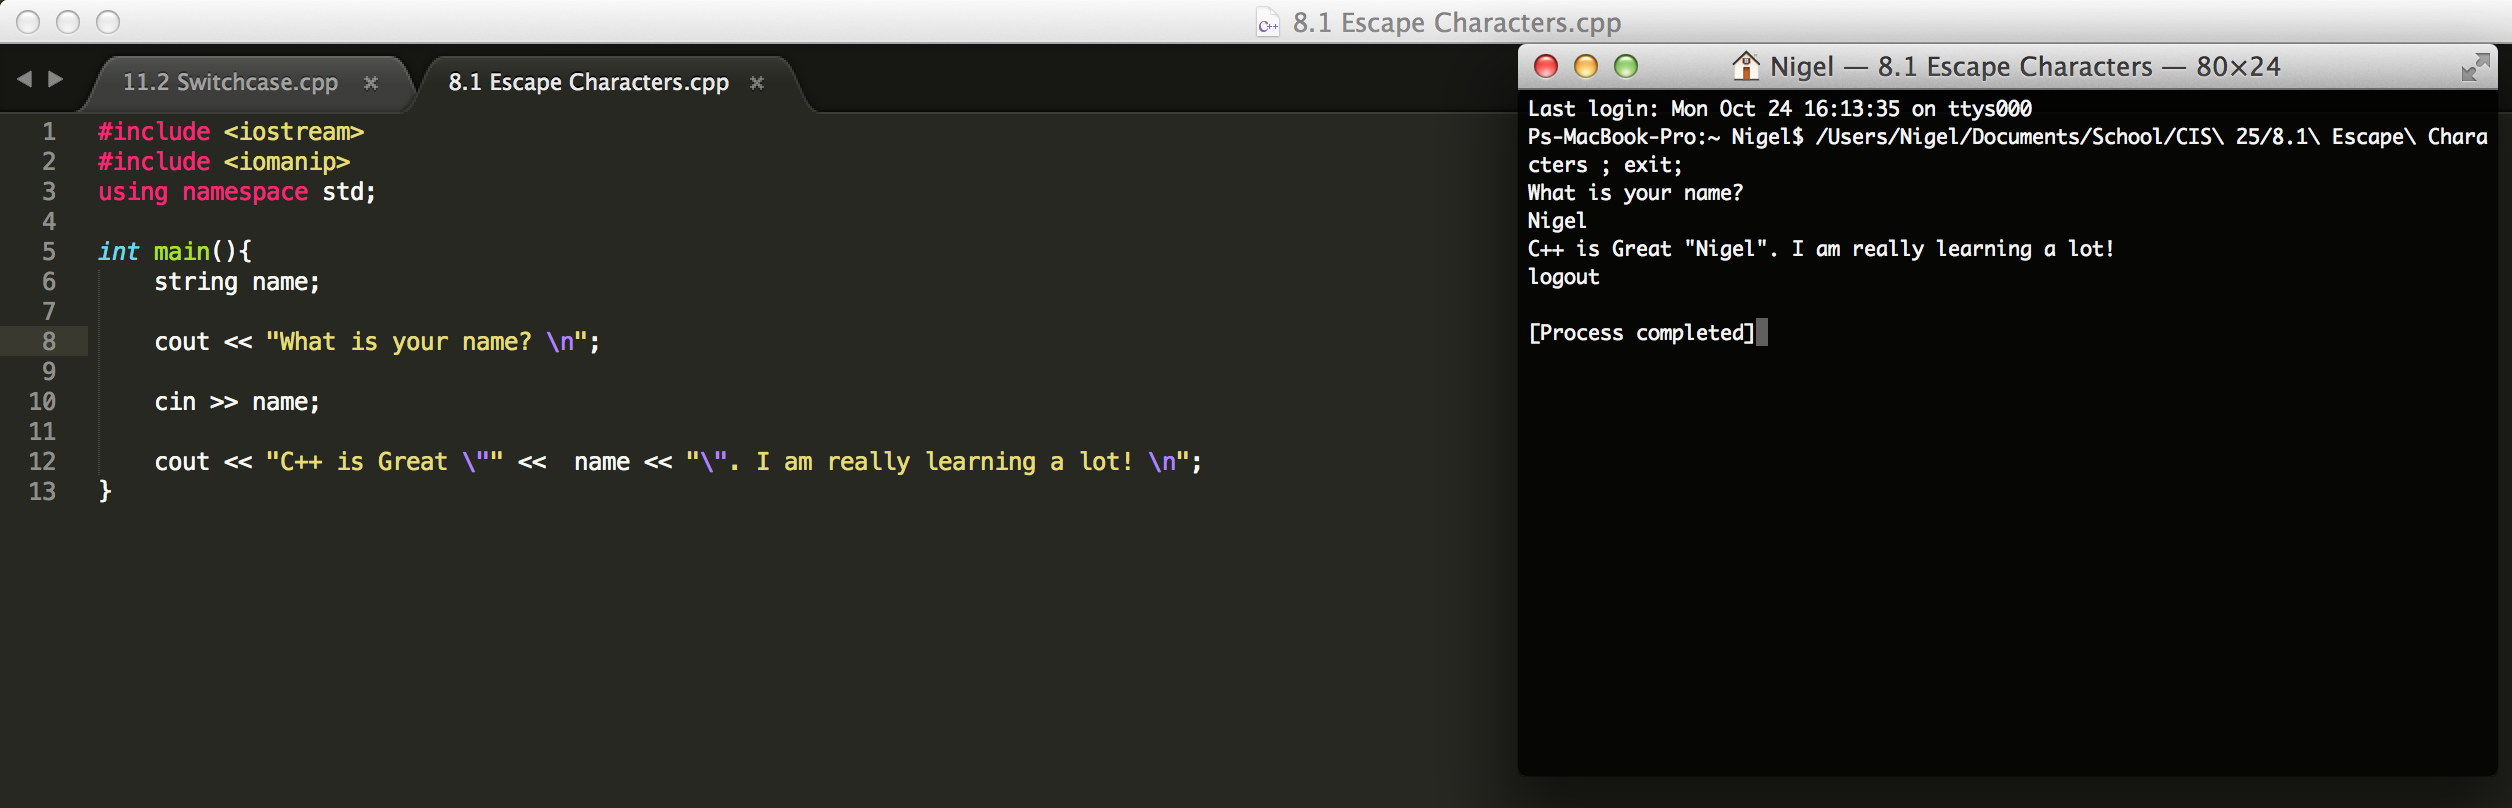 8.1 Escape Characters.cpp
11.2 Switchcase.cpp
8.1 Escape Characters.cpp
1 #include <iostream>
2 #include <iomanip>
3 using namespace std;
4
5 int main(){
6 string name;
7
8 cout << "What is your name? \n";
9
10 cin >> name;
11
12 cout << "C++ is Great \"" <<  name << "\". I am really learning a lot! \n";
13 }
Nigel — 8.1 Escape Characters — 80×24
Last login: Mon Oct 24 16:13:35 on ttys000
Ps-MacBook-Pro:~ Nigel$ /Users/Nigel/Documents/School/CIS\ 25/8.1\ Escape\ Chara
cters ; exit;
What is your name?
Nigel
C++ is Great "Nigel". I am really learning a lot!
logout
[Process completed]